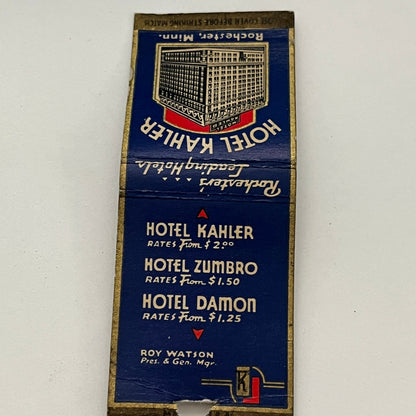 CLOSE COVER BEFORE STRIKING MATCH
Rochester, Minn.
HOTEL KAHLER
Rochester's
Leading Hotels
HOTEL KAHLER
RATES From $2.00
HOTEL ZUMBRO
RATES From $1.50
HOTEL DAMON
RATES From $1.25
ROY WATSON
Pres. & Gen. Mgr.
K